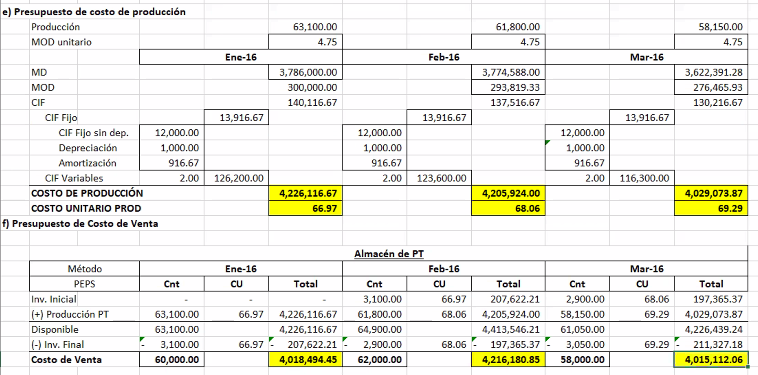 e) Presupuesto de costo de producción
Producción 63,100.00 61,800.00 58,150.00
MOD unitario 4.75 4.75 4.75
Ene-16 Feb-16 Mar-16
MD 3,786,000.00 3,774,588.00 3,622,391.28
MOD 300,000.00 293,819.33 276,465.93
CIF 140,116.67 137,516.67 130,216.67
CIF Fijo 13,916.67 13,916.67 13,916.67
CIF Fijo sin dep. 12,000.00 12,000.00 12,000.00
Depreciación 1,000.00 1,000.00 1,000.00
Amortización 916.67 916.67 916.67
CIF Variables 2.00 126,200.00 2.00 123,600.00 2.00 116,300.00
COSTO DE PRODUCCIÓN 4,226,116.67 4,205,924.00 4,029,073.87
COSTO UNITARIO PROD 66.97 68.06 69.29
f) Presupuesto de Costo de Venta
Almacén de PT
Método Ene-16 Feb-16 Mar-16
PEPS Cnt CU Total Cnt CU Total Cnt CU Total
Inv. Inicial - - - 3,100.00 66.97 207,622.21 2,900.00 68.06 197,365.37
(+) Producción PT 63,100.00 66.97 4,226,116.67 61,800.00 68.06 4,205,924.00 58,150.00 69.29 4,029,073.87
Disponible 63,100.00 4,226,116.67 64,900.00 4,413,546.21 61,050.00 4,226,439.24
(-) Inv. Final - 3,100.00 66.97 - 207,622.21 - 2,900.00 68.06 - 197,365.37 - 3,050.00 69.29 - 211,327.18
Costo de Venta 60,000.00 4,018,494.45 62,000.00 4,216,180.85 58,000.00 4,015,112.06